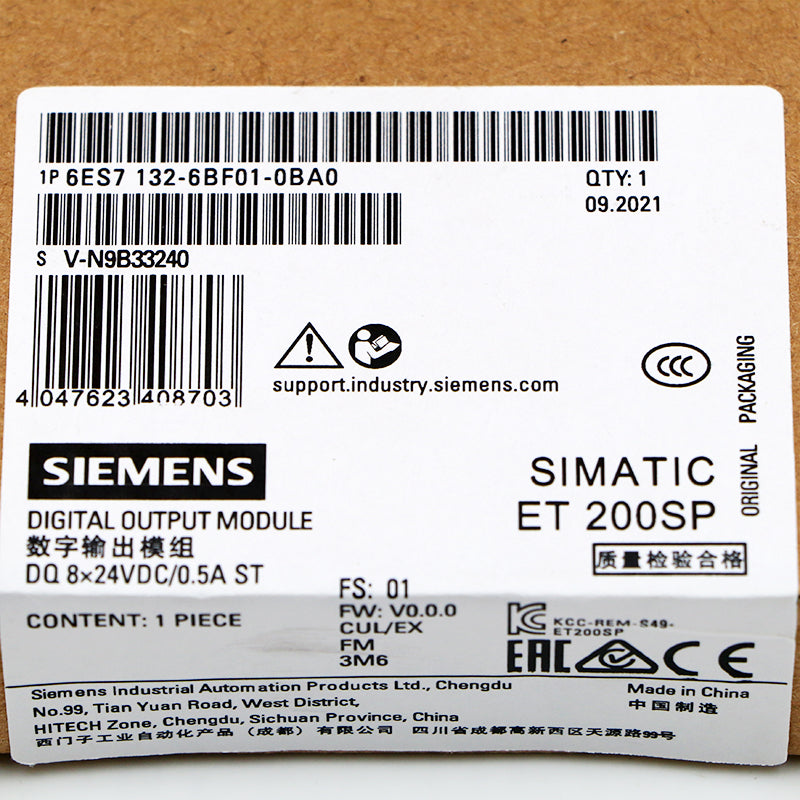 1P 6ES7 132-6BF01-0BA0
QTY: 1
09.2021
S V-N9B33240
support.industry.siemens.com
CCC
4 047623 408703
ORIGINAL PACKAGING
SIEMENS
SIMATIC
ET 200SP
DIGITAL OUTPUT MODULE
数字输出模组
DQ 8×24VDC/0.5A ST
质量检验合格
CONTENT: 1 PIECE
FS: 01
FW: V0.0.0
CUL/EX
FM
3M6
KCC-REM-S49-
ET200SP
EAC
CE
Siemens Industrial Automation Products Ltd., Chengdu
No.99, Tian Yuan Road, West District,
HITECH Zone, Chengdu, Sichuan Province, China
西门子工业自动化产品（成都）有限公司 四川省成都高新西区天源路99号
Made in China
中国制造